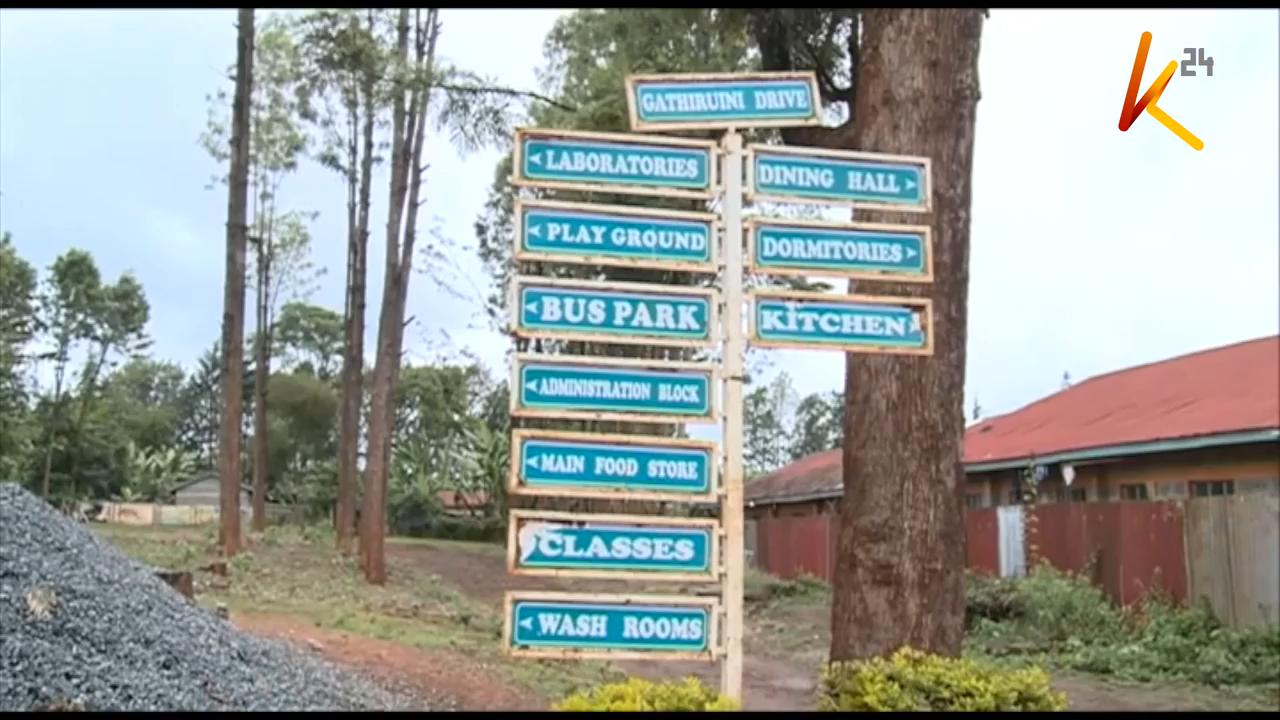 GATHIRUINI DRIVE
LABORATORIES
PLAY GROUND
BUS PARK
ADMINISTRATION BLOCK
MAIN FOOD STORE
CLASSES
WASH ROOMS
DINING HALL
DORMITORIES
KITCHEN
K24